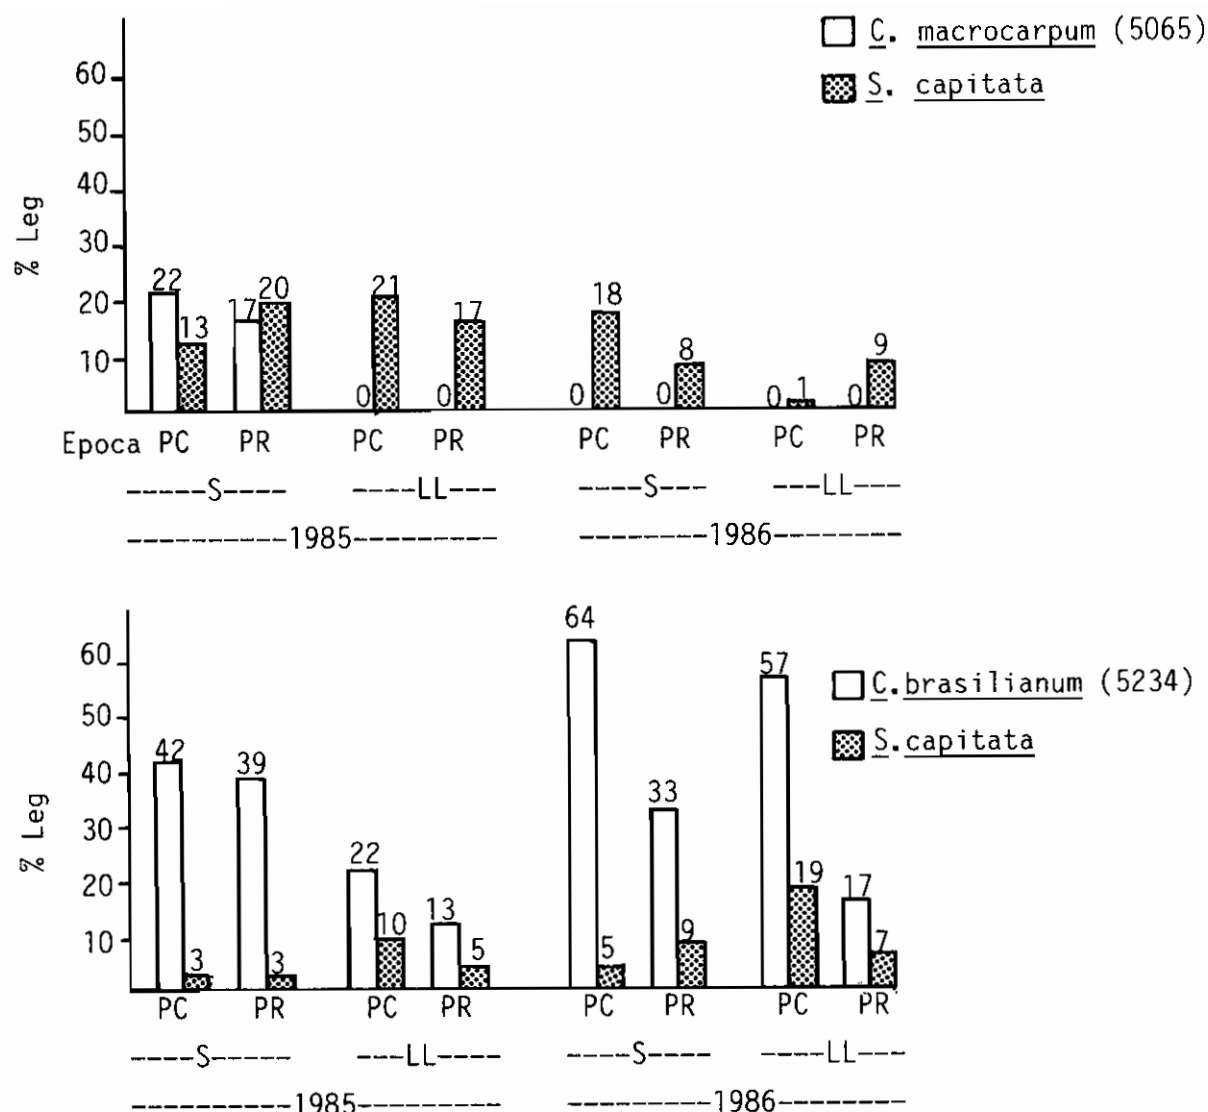 C. macrocarpum (5065)
S. capitata
60
50
40
30
20
10
% Leg
22 13 17 20 0 21 0 17 0 18 0 8 0 1 0 9
Epoca PC PR PC PR PC PR PC PR
-----S----- ----LL--- ----S--- ---LL---
----------1985--------- ---------1986---------
C.brasilianum (5234)
S.capitata
60
50
40
30
20
10
% Leg
42 3 39 3 22 10 13 5 64 5 33 9 57 19 17 7
PC PR PC PR PC PR PC PR
----S----- ---LL---- ----S---- ----LL---
----------1985--------- ----------1986---------